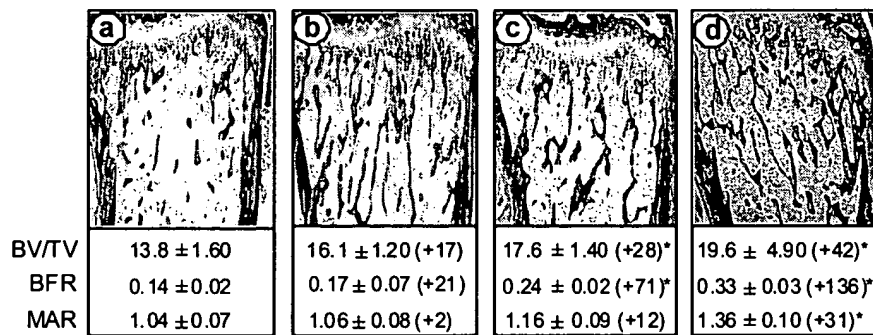 a b c d
BV/TV 13.8 ± 1.60 16.1 ± 1.20 (+17) 17.6 ± 1.40 (+28)* 19.6 ± 4.90 (+42)*
BFR 0.14 ± 0.02 0.17 ± 0.07 (+21) 0.24 ± 0.02 (+71)* 0.33 ± 0.03 (+136)*
MAR 1.04 ± 0.07 1.06 ± 0.08 (+2) 1.16 ± 0.09 (+12) 1.36 ± 0.10 (+31)*